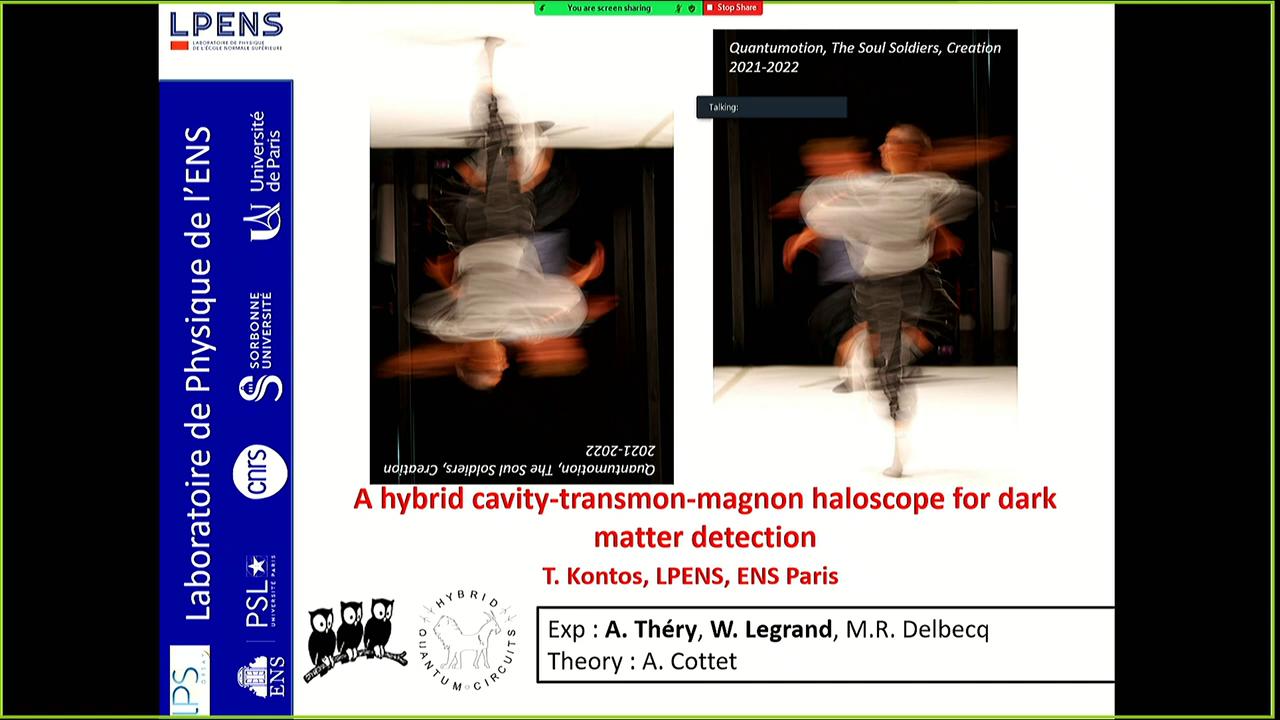 You are screen sharing
Stop Share
LPENS
LABORATOIRE DE PHYSIQUE
DE L'ÉCOLE NORMALE SUPÉRIEURE
Laboratoire de Physique de l'ENS
Université
de Paris
SORBONNE
UNIVERSITÉ
cnrs
PSL
UNIVERSITÉ PARIS
ENS
LPS
Quantumotion, The Soul Soldiers, Creation
2021-2022
Talking:
Quantumotion, The Soul Soldiers, Creation
2021-2022
A hybrid cavity-transmon-magnon haloscope for dark
matter detection
T. Kontos, LPENS, ENS Paris
HYBRID
QUANTUM CIRCUITS
Exp : A. Théry, W. Legrand, M.R. Delbecq
Theory : A. Cottet